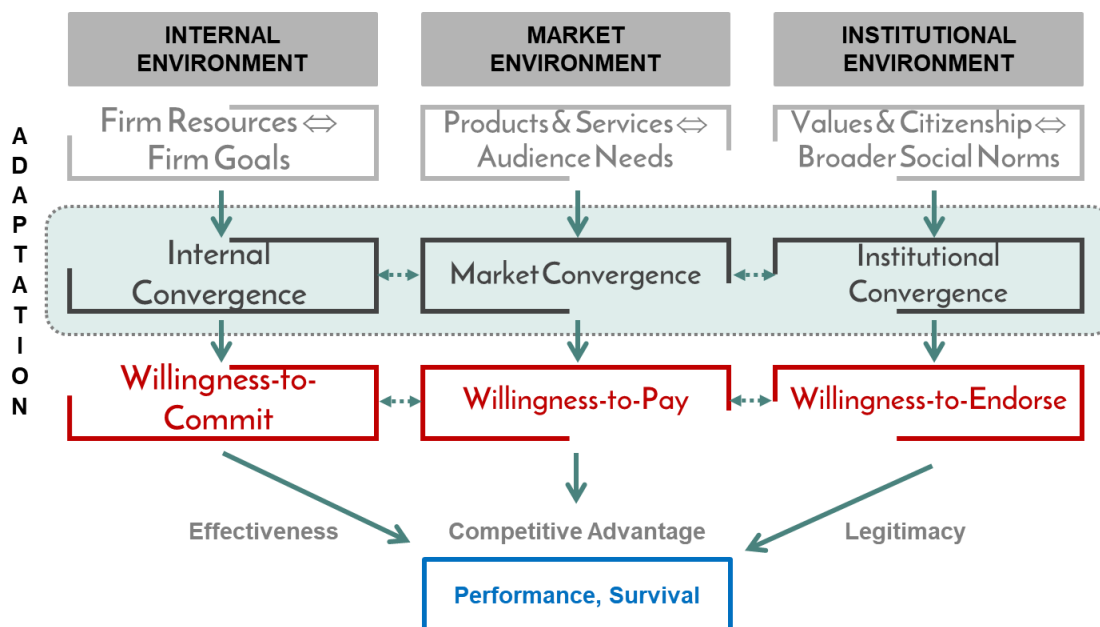 INTERNAL
ENVIRONMENT
MARKET
ENVIRONMENT
INSTITUTIONAL
ENVIRONMENT
ADAPTATION
Firm Resources ⇔
Firm Goals
Products & Services ⇔
Audience Needs
Values & Citizenship ⇔
Broader Social Norms
Internal
Convergence
Market Convergence
Institutional
Convergence
Willingness-to-
Commit
Willingness-to-Pay
Willingness-to-Endorse
Effectiveness
Competitive Advantage
Legitimacy
Performance, Survival